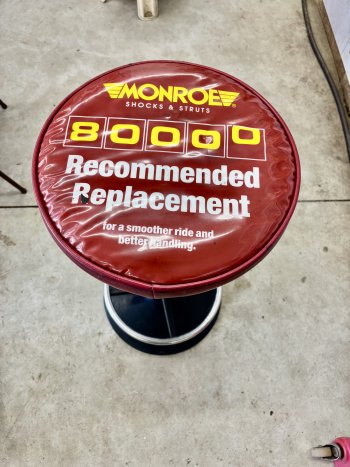 MONROE
SHOCKS & STRUTS
80000
Recommended
Replacement
for a smoother ride and
better handling.